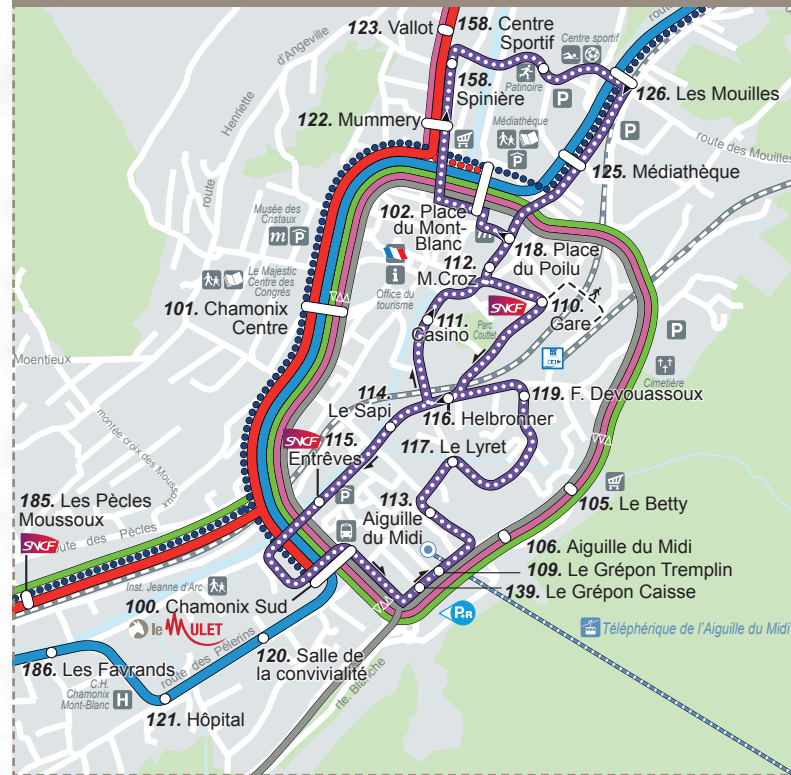 123. Vallot
158. Centre
Sportif
Centre sportif
route
d'Angeville
158.
Spinière
Patinoire
P
126. Les Mouilles
Henriette
122. Mummery
Médiathèque
P
P
route des Mouilles
route
125. Médiathèque
Musée des
Cristaux
m P
102. Place
du Mont-
Blanc
118. Place
du Poilu
112.
M.Croz
i
Office du
tourisme
Le Majestic
Centre des
Congrès
101. Chamonix
Centre
SNCF
110.
Gare
111.
Casino
Parc
Couttet
P
Cimetière
Moentieux
114.
Le Sapi
119. F. Devouassoux
116. Helbronner
montée croix des Moussoux
SNCF
115.
Entrêves
117. Le Lyret
P
113.
Aiguille
du Midi
105. Le Betty
185. Les Pècles
Moussoux
SNCF
route des Pècles
106. Aiguille du Midi
109. Le Grépon Tremplin
139. Le Grépon Caisse
Inst. Jeanne d'Arc
100. Chamonix Sud
le MULET
P+R
Téléphérique de l'Aiguille du Midi
route des Pèlerins
186. Les Favrands
120. Salle de
la convivialité
rte. Blanche
C.H.
Chamonix
Mont-Blanc
H
121. Hôpital